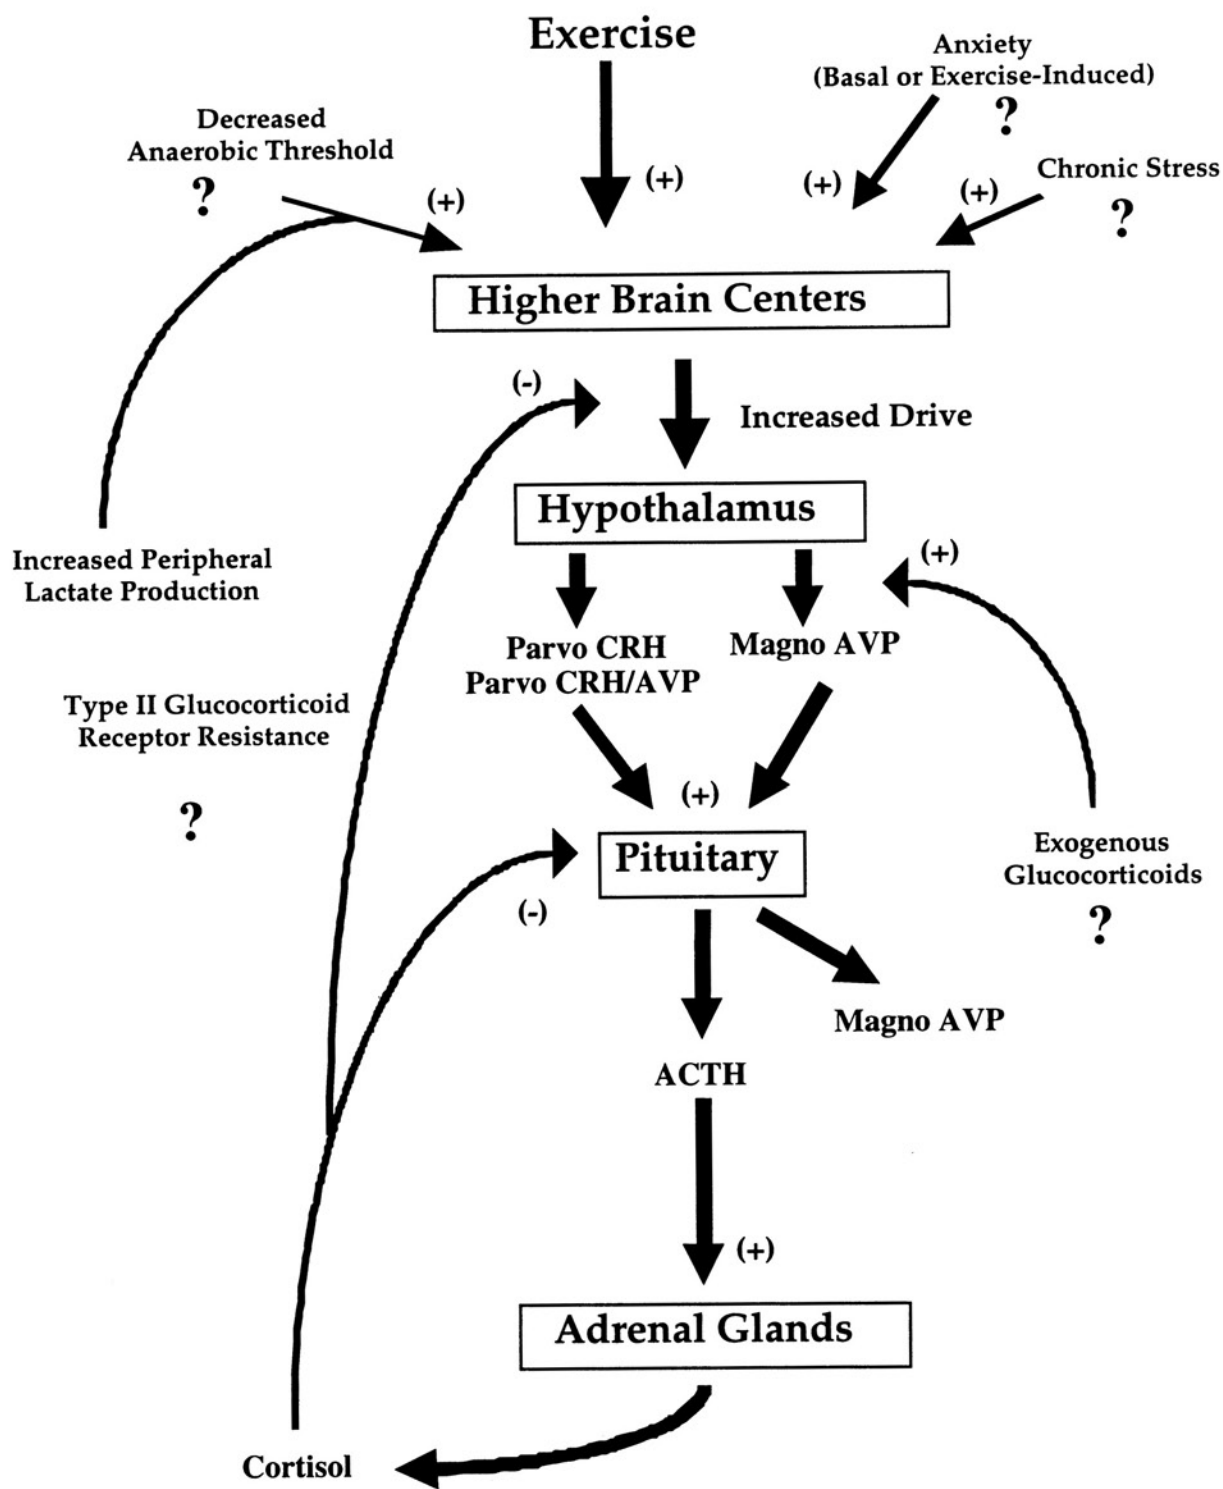 Exercise
Anxiety
(Basal or Exercise-Induced)
?
Decreased
Anaerobic Threshold
?
(+)
(+)
(+)
(+)
Chronic Stress
?
Higher Brain Centers
(-)
Increased Drive
Hypothalamus
(+)
Increased Peripheral
Lactate Production
Parvo CRH
Parvo CRH/AVP
Magno AVP
Type II Glucocorticoid
Receptor Resistance
?
(+)
Pituitary
(-)
Exogenous
Glucocorticoids
?
Magno AVP
ACTH
(+)
Adrenal Glands
Cortisol